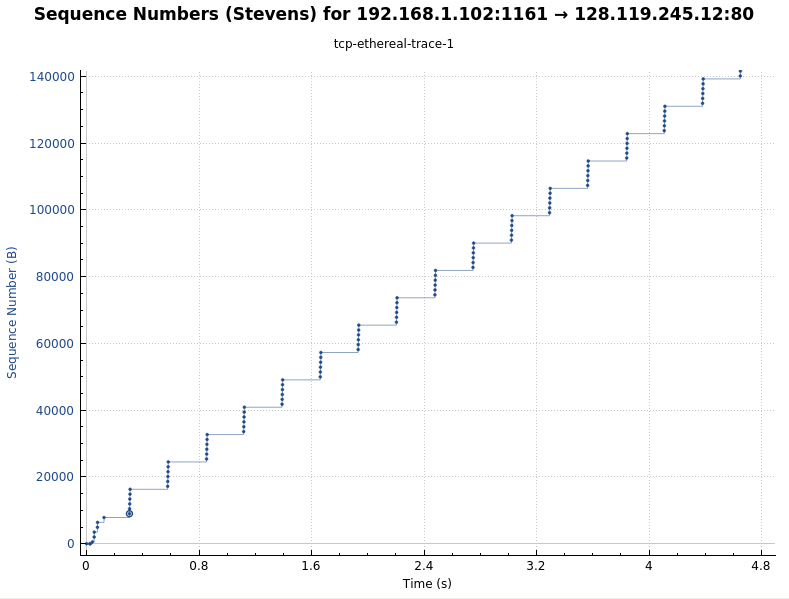 Sequence Numbers (Stevens) for 192.168.1.102:1161 → 128.119.245.12:80
tcp-ethereal-trace-1
140000
120000
100000
80000
60000
40000
20000
0
Sequence Number (B)
0 0.8 1.6 2.4 3.2 4 4.8
Time (s)